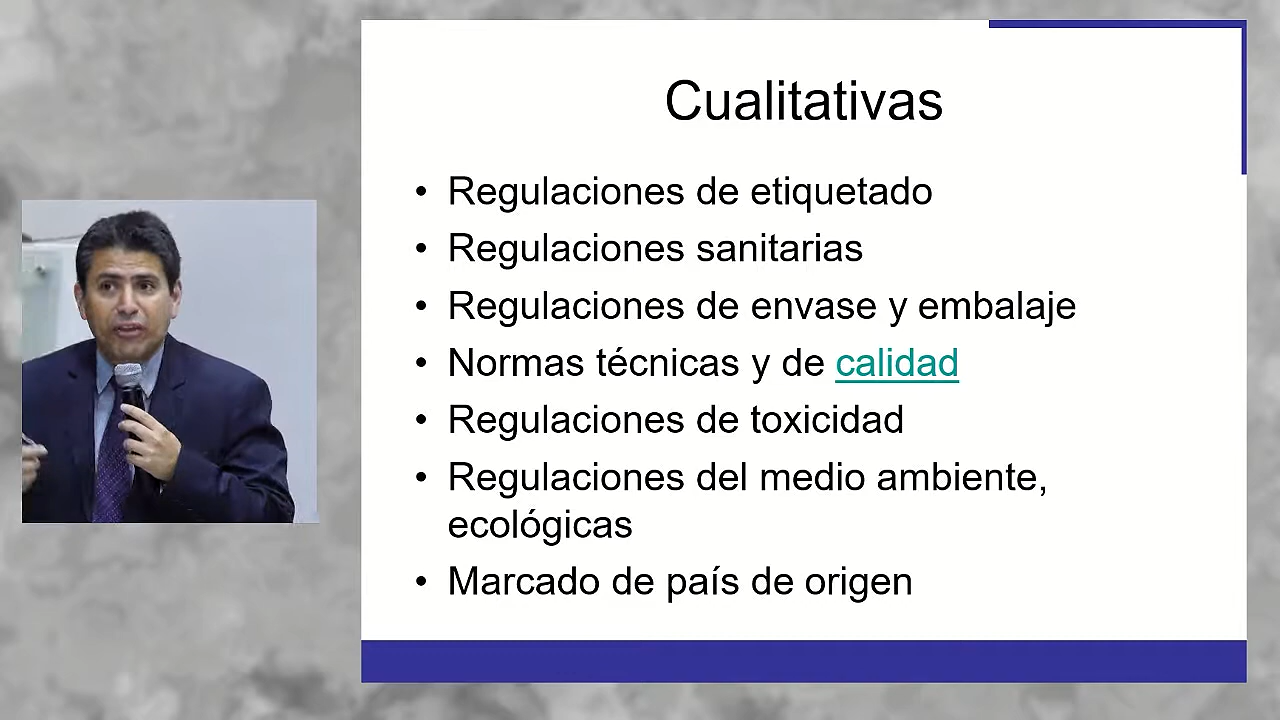 Cualitativas
• Regulaciones de etiquetado
• Regulaciones sanitarias
• Regulaciones de envase y embalaje
• Normas técnicas y de calidad
• Regulaciones de toxicidad
• Regulaciones del medio ambiente,
ecológicas
• Marcado de país de origen